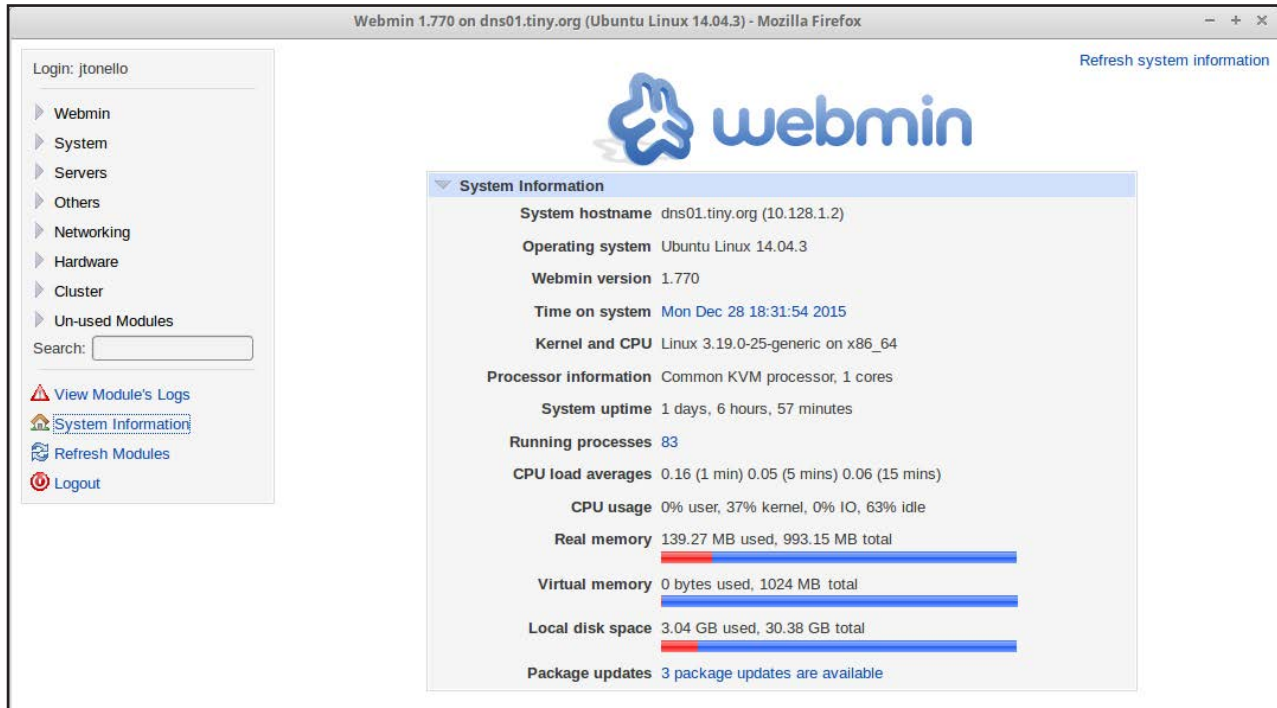 Webmin 1.770 on dns01.tiny.org (Ubuntu Linux 14.04.3) - Mozilla Firefox
Login: jtonello
Webmin
System
Servers
Others
Networking
Hardware
Cluster
Un-used Modules
Search:
View Module's Logs
System Information
Refresh Modules
Logout
Refresh system information
webmin
System Information
System hostname dns01.tiny.org (10.128.1.2)
Operating system Ubuntu Linux 14.04.3
Webmin version 1.770
Time on system Mon Dec 28 18:31:54 2015
Kernel and CPU Linux 3.19.0-25-generic on x86_64
Processor information Common KVM processor, 1 cores
System uptime 1 days, 6 hours, 57 minutes
Running processes 83
CPU load averages 0.16 (1 min) 0.05 (5 mins) 0.06 (15 mins)
CPU usage 0% user, 37% kernel, 0% IO, 63% idle
Real memory 139.27 MB used, 993.15 MB total
Virtual memory 0 bytes used, 1024 MB total
Local disk space 3.04 GB used, 30.38 GB total
Package updates 3 package updates are available